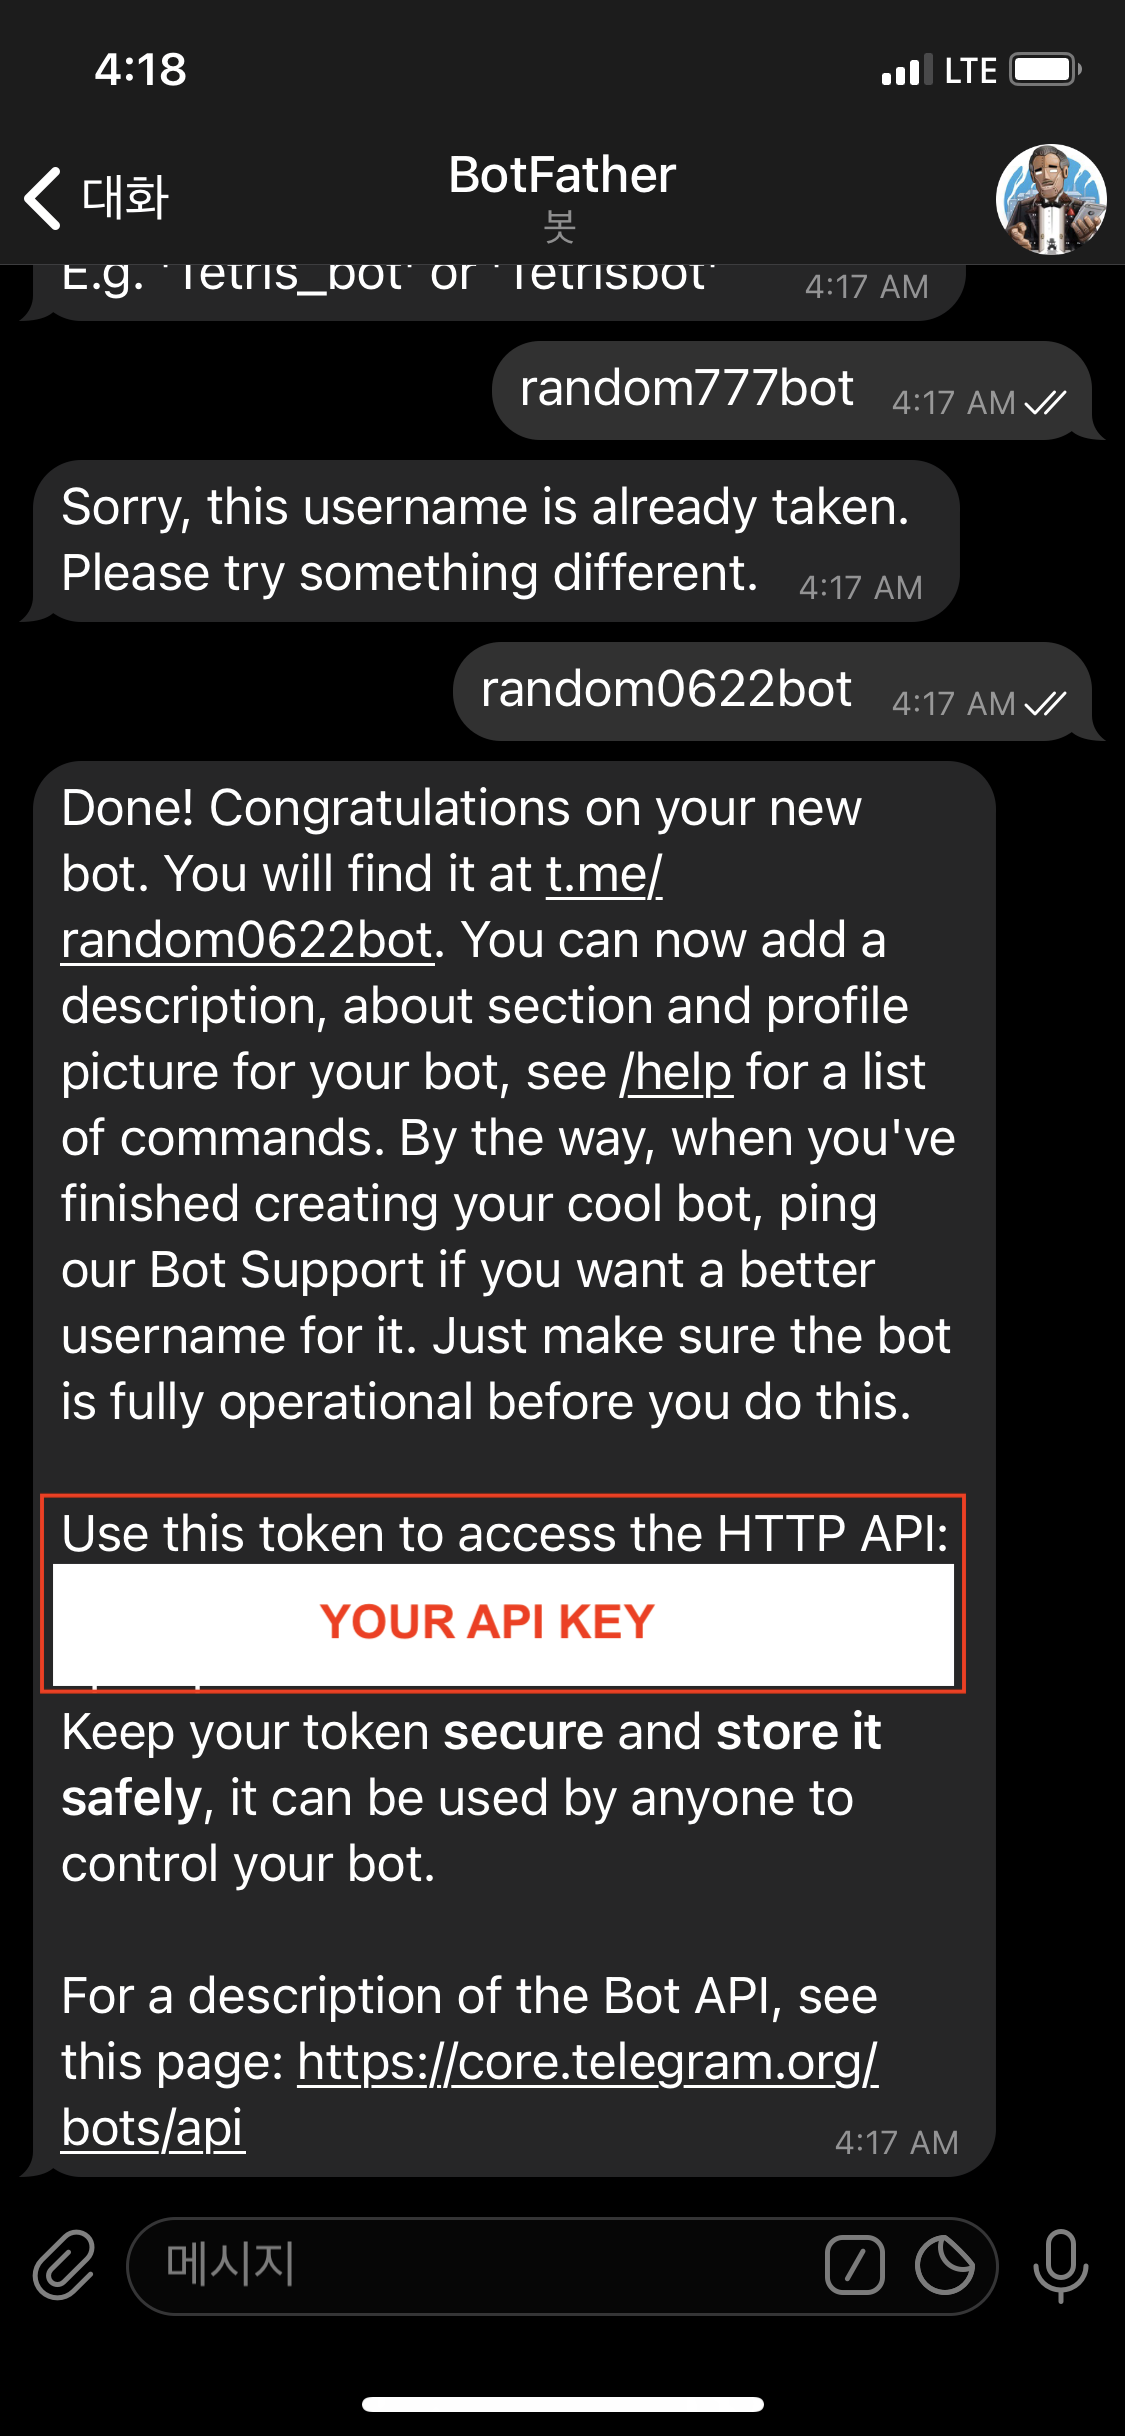 4:18
LTE
대화
BotFather
봇
E.g. 'Tetris_bot' or 'Tetrisbot'
4:17 AM
random777bot
4:17 AM
Sorry, this username is already taken.
Please try something different.
4:17 AM
random0622bot
4:17 AM
Done! Congratulations on your new
bot. You will find it at t.me/
random0622bot. You can now add a
description, about section and profile
picture for your bot, see /help for a list
of commands. By the way, when you've
finished creating your cool bot, ping
our Bot Support if you want a better
username for it. Just make sure the bot
is fully operational before you do this.
Use this token to access the HTTP API:
YOUR API KEY
Keep your token secure and store it
safely, it can be used by anyone to
control your bot.
For a description of the Bot API, see
this page: https://core.telegram.org/
bots/api
4:17 AM
메시지